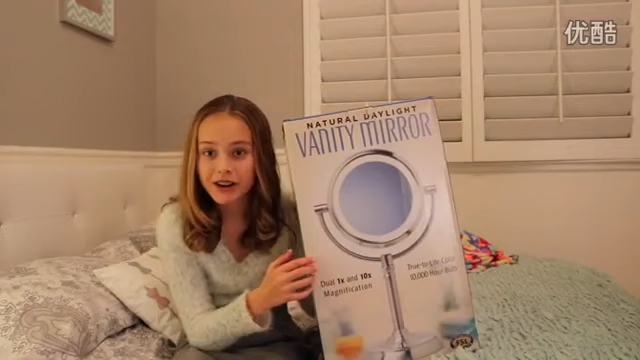 优酷
NATURAL DAYLIGHT
VANITY MIRROR
Dual 1x and 10x
Magnification
True-to-Life Color
10,000 Hour Bulb
FSL